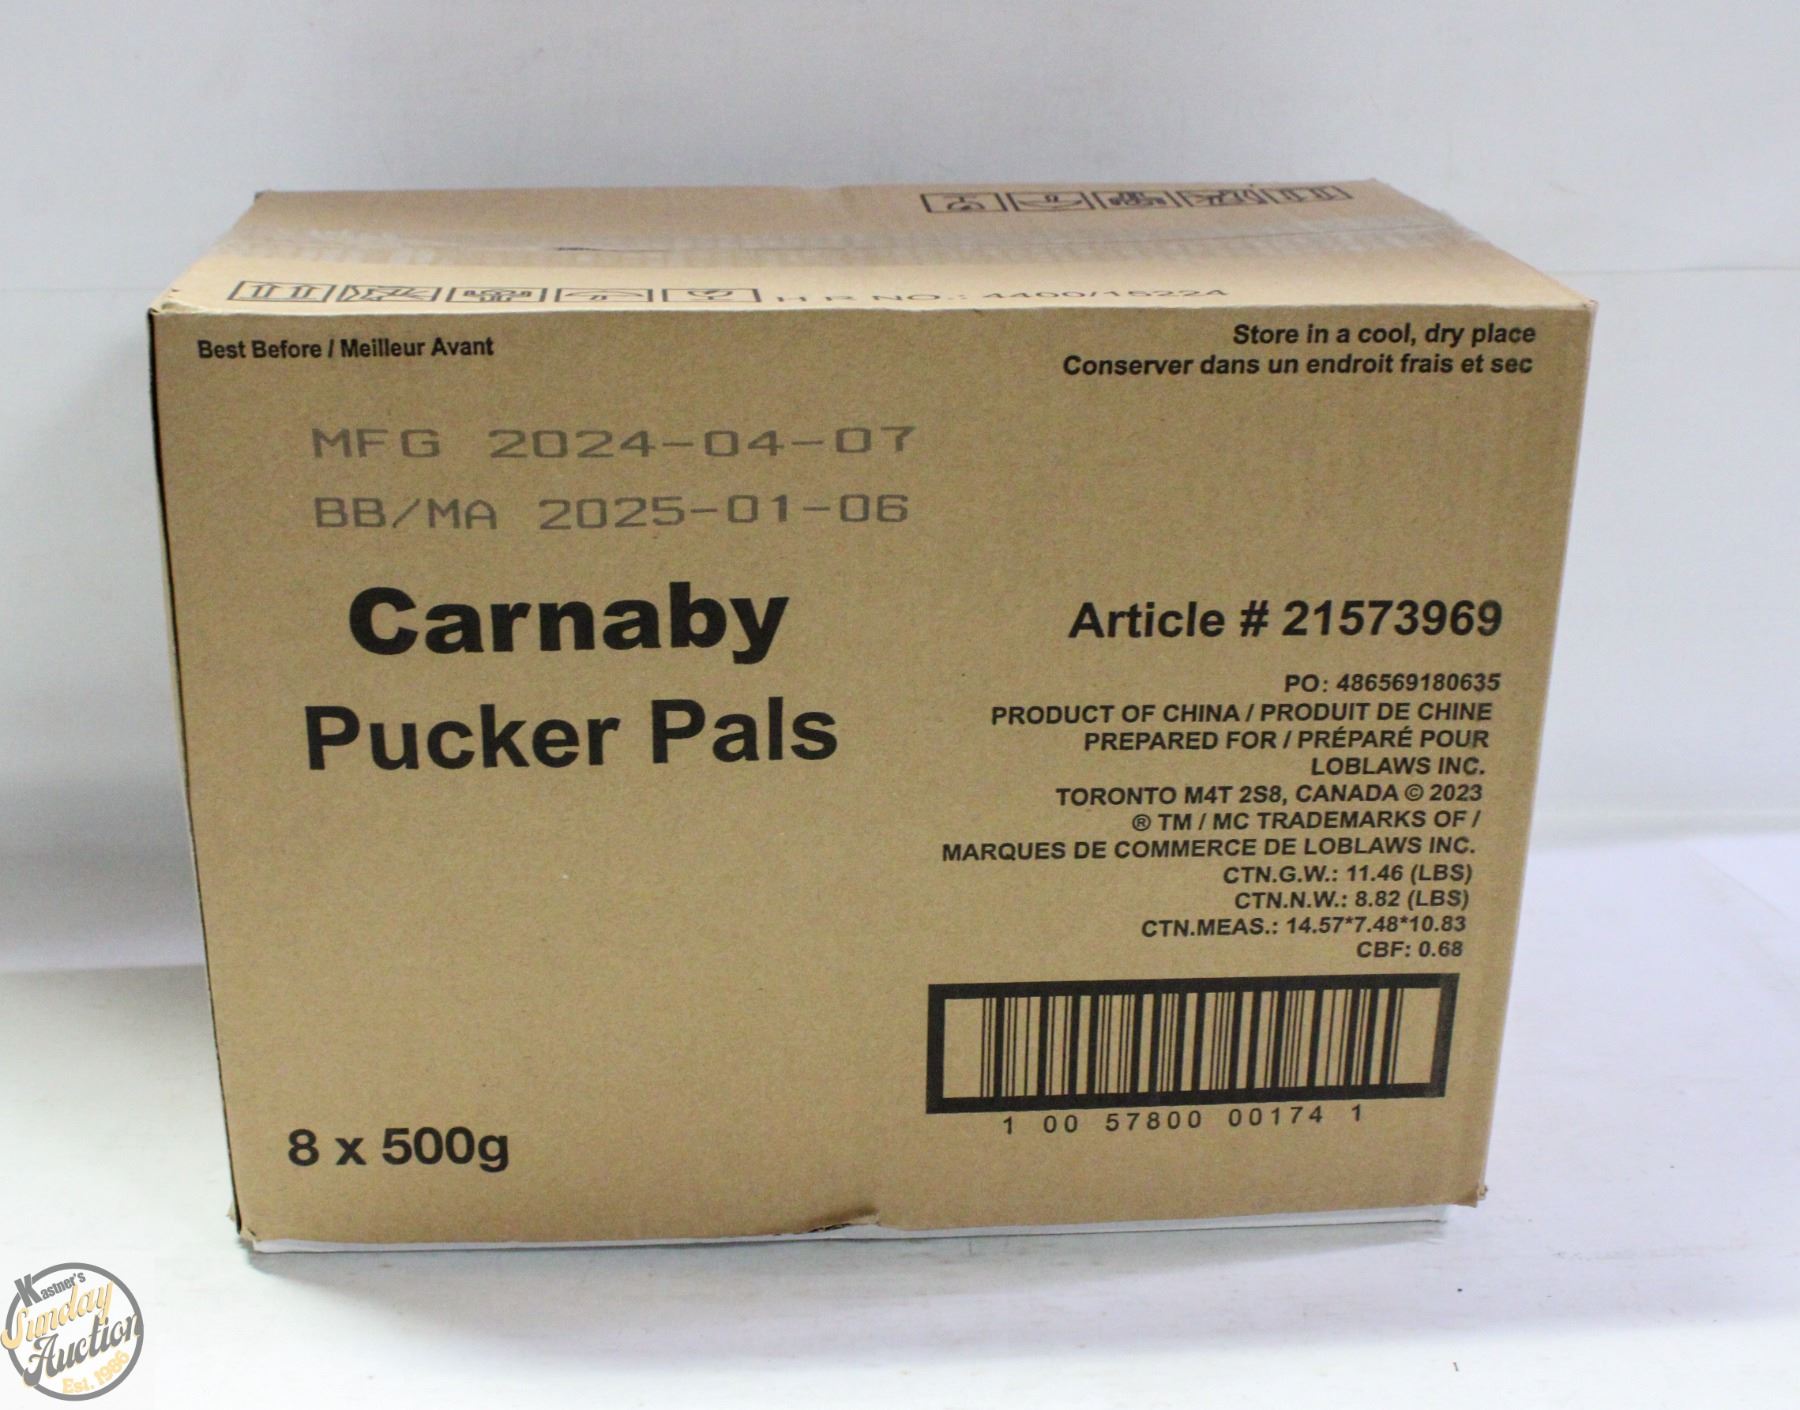 H R NO.: 4400/15224
Best Before / Meilleur Avant
Store in a cool, dry place
Conserver dans un endroit frais et sec
MFG 2024-04-07
BB/MA 2025-01-06
Carnaby
Pucker Pals
Article # 21573969
PO: 486569180635
PRODUCT OF CHINA / PRODUIT DE CHINE
PREPARED FOR / PRÉPARÉ POUR
LOBLAWS INC.
TORONTO M4T 2S8, CANADA © 2023
® TM / MC TRADEMARKS OF /
MARQUES DE COMMERCE DE LOBLAWS INC.
CTN.G.W.: 11.46 (LBS)
CTN.N.W.: 8.82 (LBS)
CTN.MEAS.: 14.57*7.48*10.83
CBF: 0.68
1 00 57800 00174 1
8 x 500g
Kastner's
Sunday
Auction
Est. 1986